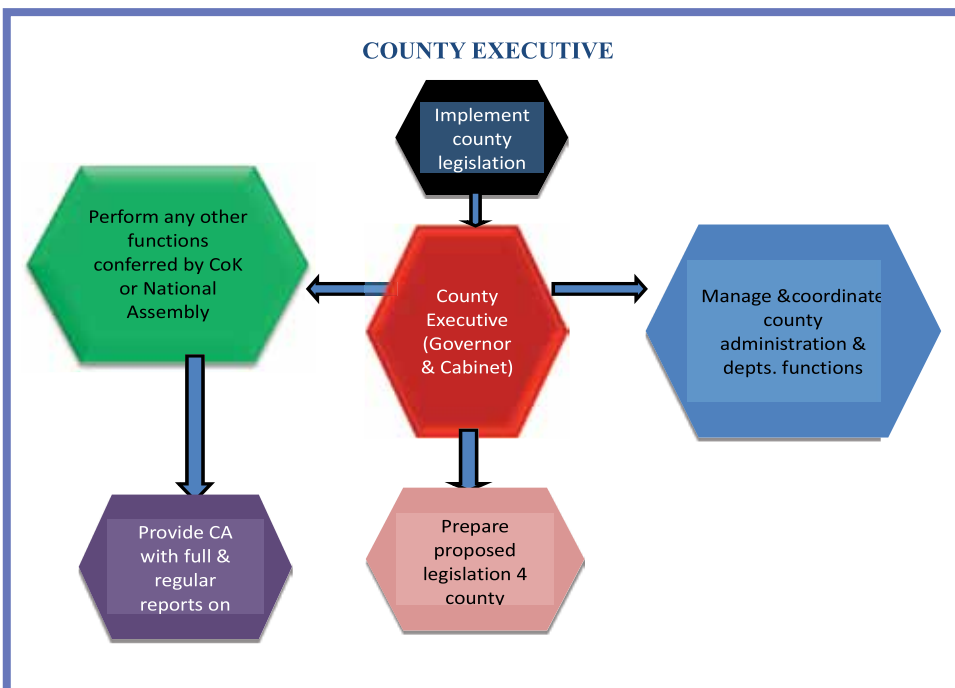 COUNTY EXECUTIVE
Implement
county
legislation
Perform any other
functions
conferred by CoK
or National
Assembly
County
Executive
(Governor
& Cabinet)
Manage &coordinate
county
administration &
depts. functions
Provide CA
with full &
regular
reports on
Prepare
proposed
legislation 4
county